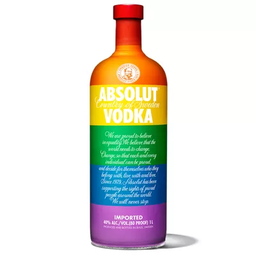 ABSOLUT
Country of Sweden
VODKA
We are proud to believe
in equality. We believe that the
world needs to change.
Change, so that each and every
individual can be proud,
and decide for themselves who they
belong with, live with and love.
Since 1979, Absolut has been
supporting the rights of proud
people around the world.
We will never stop.
IMPORTED
40% ALC./VOL. (80 PROOF) 1 L